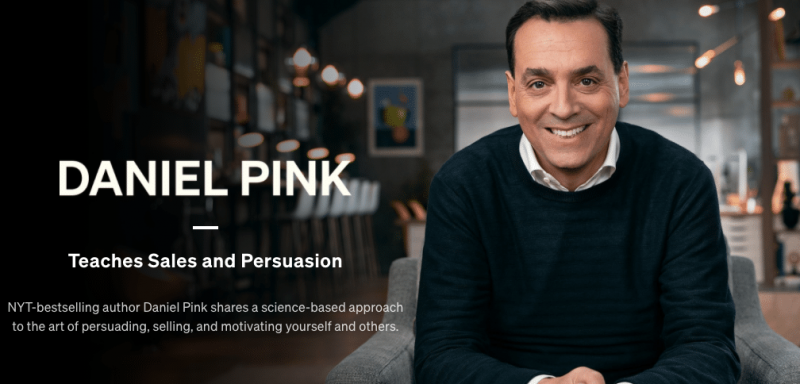 DANIEL PINK
Teaches Sales and Persuasion
NYT-bestselling author Daniel Pink shares a science-based approach
to the art of persuading, selling, and motivating yourself and others.